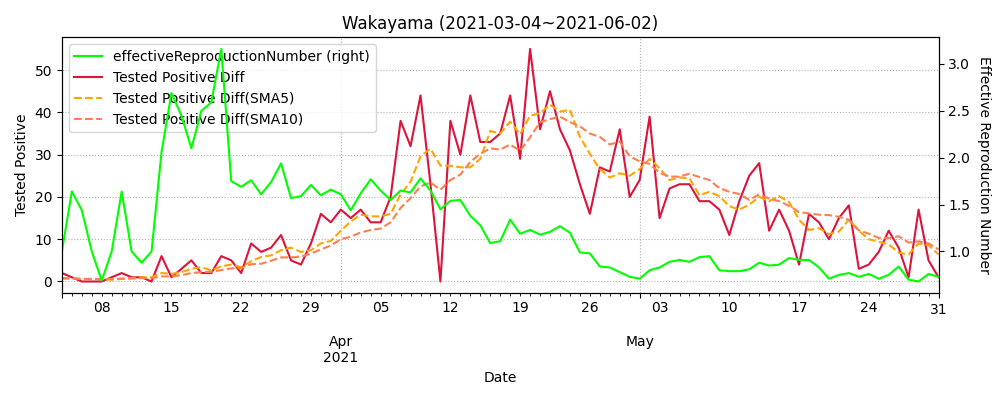 Wakayama (2021-03-04~2021-06-02)
effectiveReproductionNumber (right)
Tested Positive Diff
Tested Positive Diff(SMA5)
Tested Positive Diff(SMA10)
Tested Positive
50
40
30
20
10
0
3.0
2.5
2.0
1.5
1.0
Effective Reproduction Number
08 15 22 29 05 12 19 26 03 10 17 24 31
Apr May
2021
Date